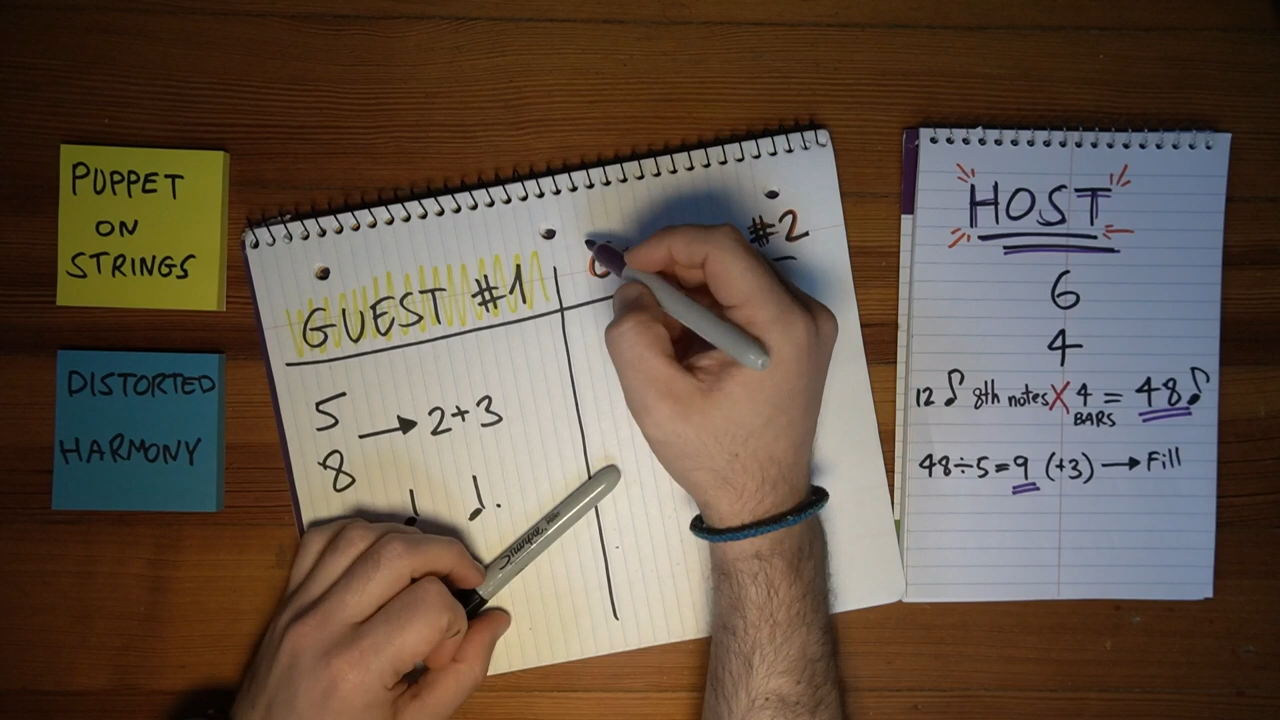 PUPPET
ON
STRINGS
DISTORTED
HARMONY
GUEST #1
5
8
→ 2+3
Sharpie
#2
HOST
6
4
12 ♪ 8th notes X 4 = 48 ♪
BARS
48÷5=9 (+3) → Fill